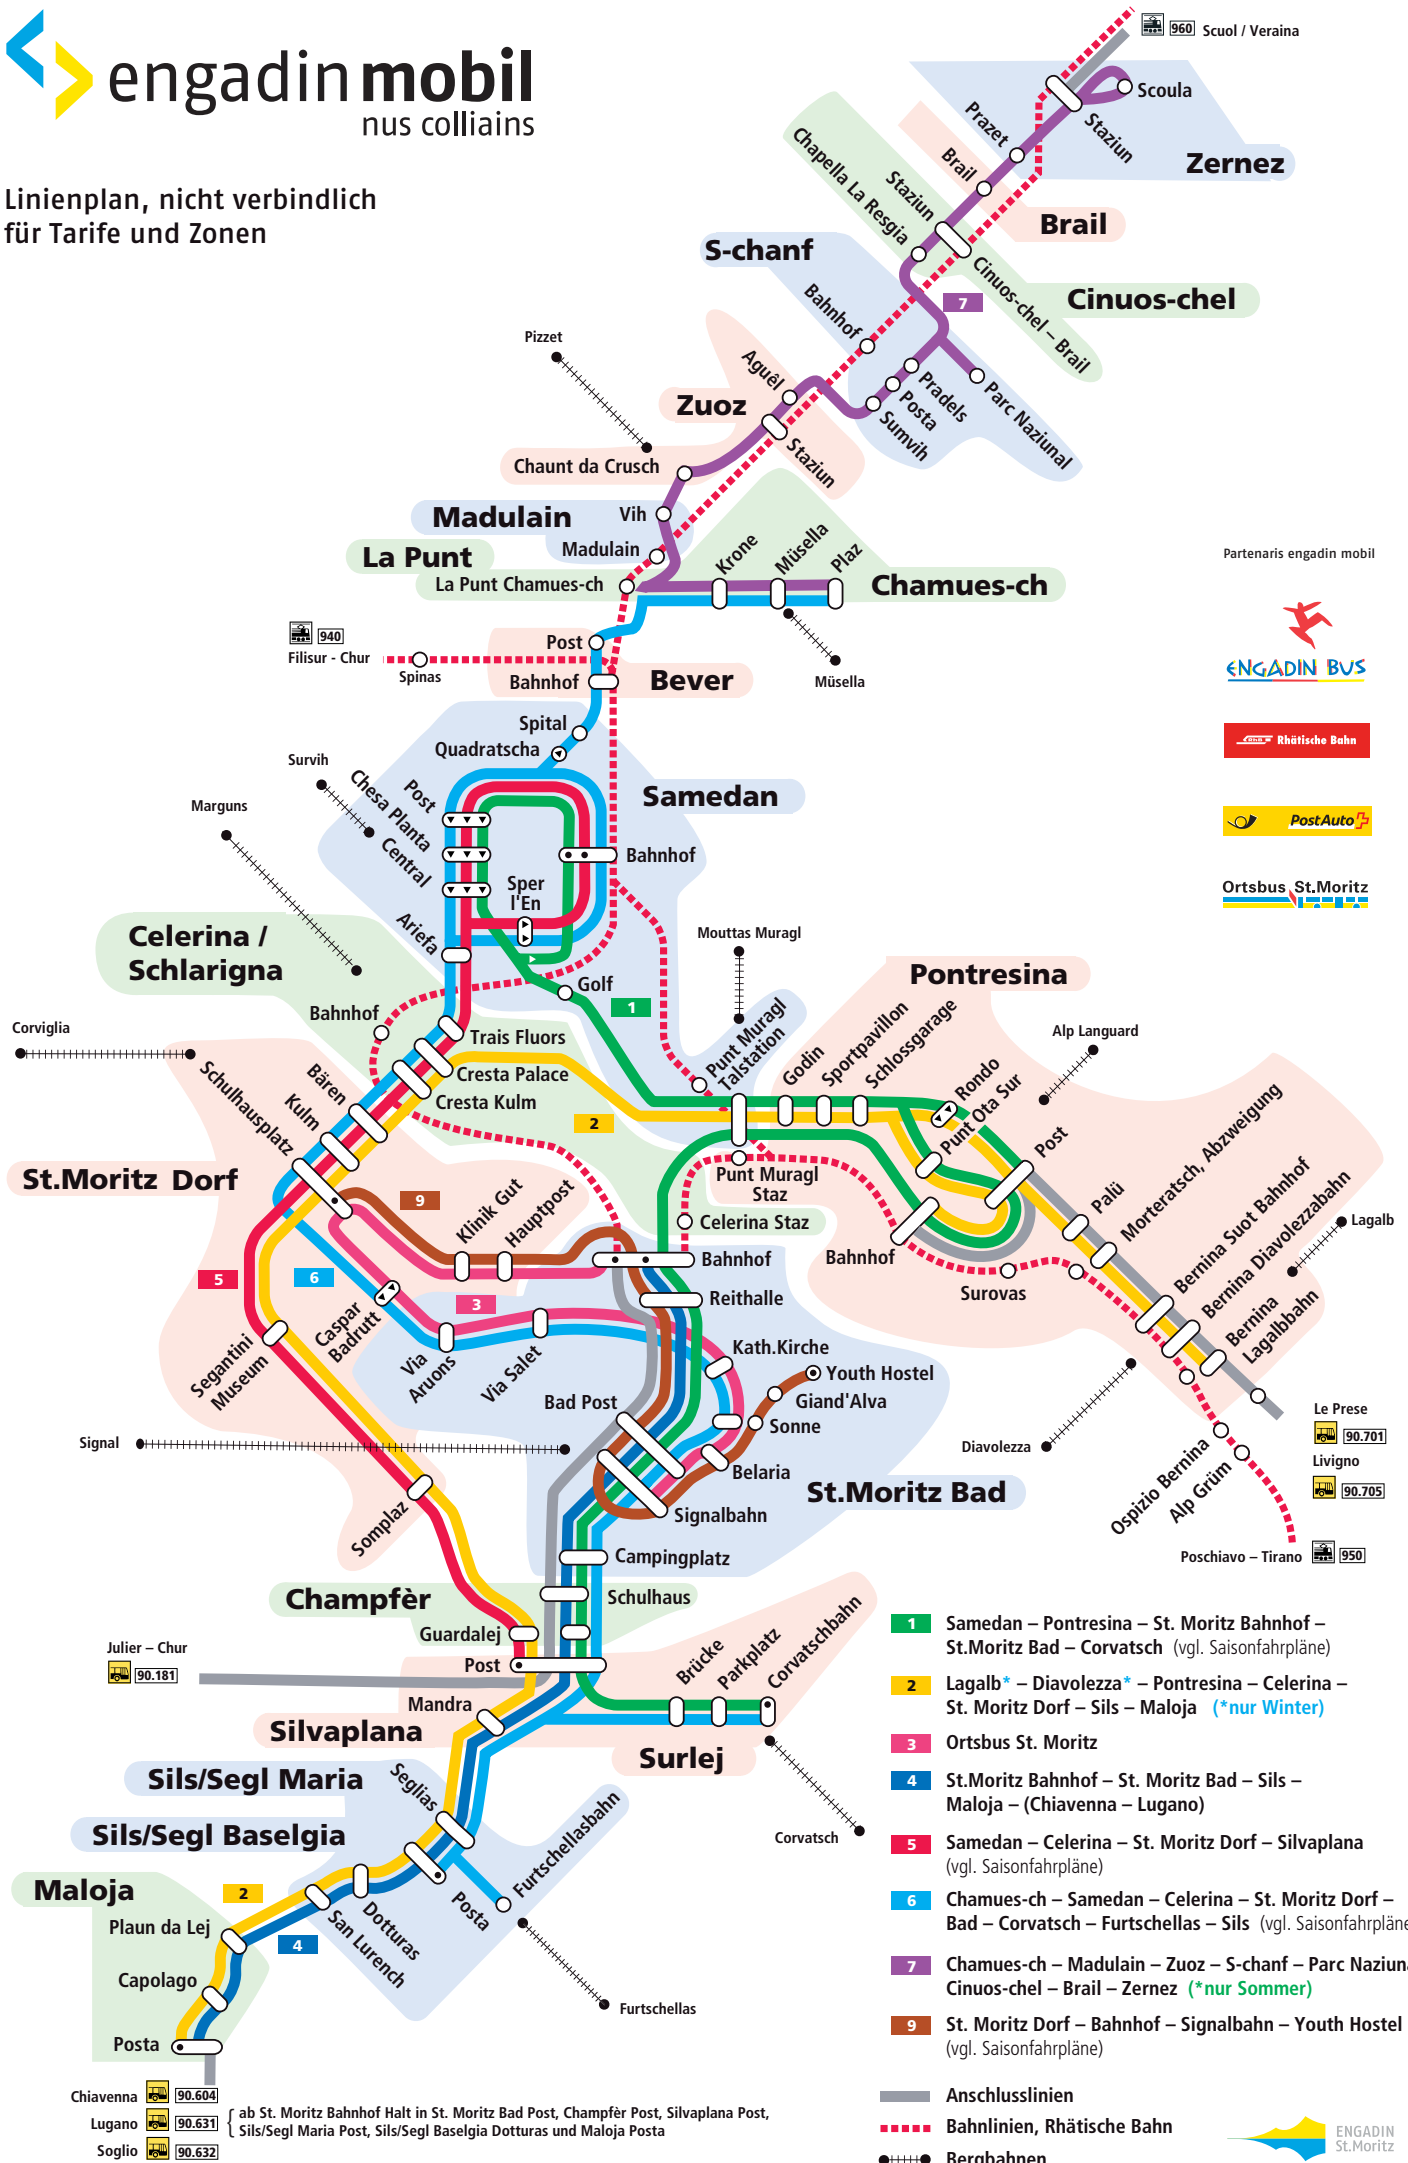 engadin mobil
nus colliains
Linienplan, nicht verbindlich
für Tarife und Zonen
960 Scuol / Veraina
Scoula
Staziun
Prazet
Zernez
Brail
Brail
Chapella La Resgia
Staziun
Cinuos-chel – Brail
Cinuos-chel
S-chanf
7
Bahnhof
Parc Naziunal
Pradels
Posta
Sumvih
Pizzet
Aguêl
Zuoz
Staziun
Chaunt da Crusch
Madulain
Vih
Madulain
La Punt
La Punt Chamues-ch
Krone
Müsella
Plaz
Chamues-ch
Müsella
Partenaris engadin mobil
ENGADIN BUS
RhB Rhätische Bahn
PostAuto
Ortsbus St.Moritz
940
Filisur - Chur
Spinas
Post
Bahnhof
Bever
Spital
Quadratscha
Survih
Marguns
Post
Chesa Planta
Central
Samedan
Bahnhof
Sper
l'En
Ariefa
Golf
1
Celerina /
Schlarigna
Bahnhof
Trais Fluors
Cresta Palace
Cresta Kulm
2
Mouttas Muragl
Punt Muragl
Talstation
Pontresina
Godin
Sportpavillon
Schlossgarage
Rondo
Punt Ota Sur
Alp Languard
Post
Palü
Morteratsch, Abzweigung
Bernina Suot Bahnhof
Bernina Diavolezzabahn
Bernina
Lagalbbahn
Lagalb
Corviglia
Schulhausplatz
Bären
Kulm
St.Moritz Dorf
9
Klinik Gut
Hauptpost
Punt Muragl
Staz
Celerina Staz
Bahnhof
Bahnhof
Surovas
5
6
3
Reithalle
Caspar
Badrutt
Via
Aruons
Via Salet
Segantini
Museum
Kath.Kirche
Youth Hostel
Giand'Alva
Sonne
Bad Post
Belaria
Signalbahn
St.Moritz Bad
Signal
Somplaz
Diavolezza
Ospizio Bernina
Alp Grüm
Le Prese
90.701
Livigno
90.705
Poschiavo – Tirano 950
Campingplatz
Champfèr
Schulhaus
Guardalej
Julier – Chur
90.181
Post
Mandra
Silvaplana
Brücke
Parkplatz
Corvatschbahn
Surlej
Corvatsch
Sils/Segl Maria
Seglias
Sils/Segl Baselgia
Furtschellasbahn
Posta
Dotturas
San Lurench
Furtschellas
Maloja
2
4
Plaun da Lej
Capolago
Posta
Chiavenna 90.604
Lugano 90.631
Soglio 90.632
ab St. Moritz Bahnhof Halt in St. Moritz Bad Post, Champfèr Post, Silvaplana Post,
Sils/Segl Maria Post, Sils/Segl Baselgia Dotturas und Maloja Posta
1 Samedan – Pontresina – St. Moritz Bahnhof –
St.Moritz Bad – Corvatsch (vgl. Saisonfahrpläne)
2 Lagalb* – Diavolezza* – Pontresina – Celerina –
St. Moritz Dorf – Sils – Maloja (*nur Winter)
3 Ortsbus St. Moritz
4 St.Moritz Bahnhof – St. Moritz Bad – Sils –
Maloja – (Chiavenna – Lugano)
5 Samedan – Celerina – St. Moritz Dorf – Silvaplana
(vgl. Saisonfahrpläne)
6 Chamues-ch – Samedan – Celerina – St. Moritz Dorf –
Bad – Corvatsch – Furtschellas – Sils (vgl. Saisonfahrpläne
7 Chamues-ch – Madulain – Zuoz – S-chanf – Parc Naziuna
Cinuos-chel – Brail – Zernez (*nur Sommer)
9 St. Moritz Dorf – Bahnhof – Signalbahn – Youth Hostel
(vgl. Saisonfahrpläne)
Anschlusslinien
Bahnlinien, Rhätische Bahn
Bergbahnen
ENGADIN
St.Moritz